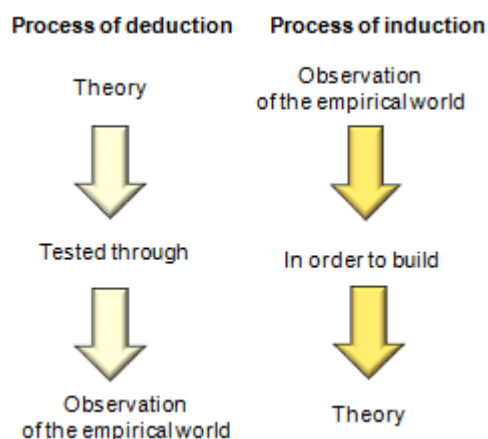 Process of deduction
Theory
Tested through
Observation
of the empirical world
Process of induction
Observation
of the empirical world
In order to build
Theory